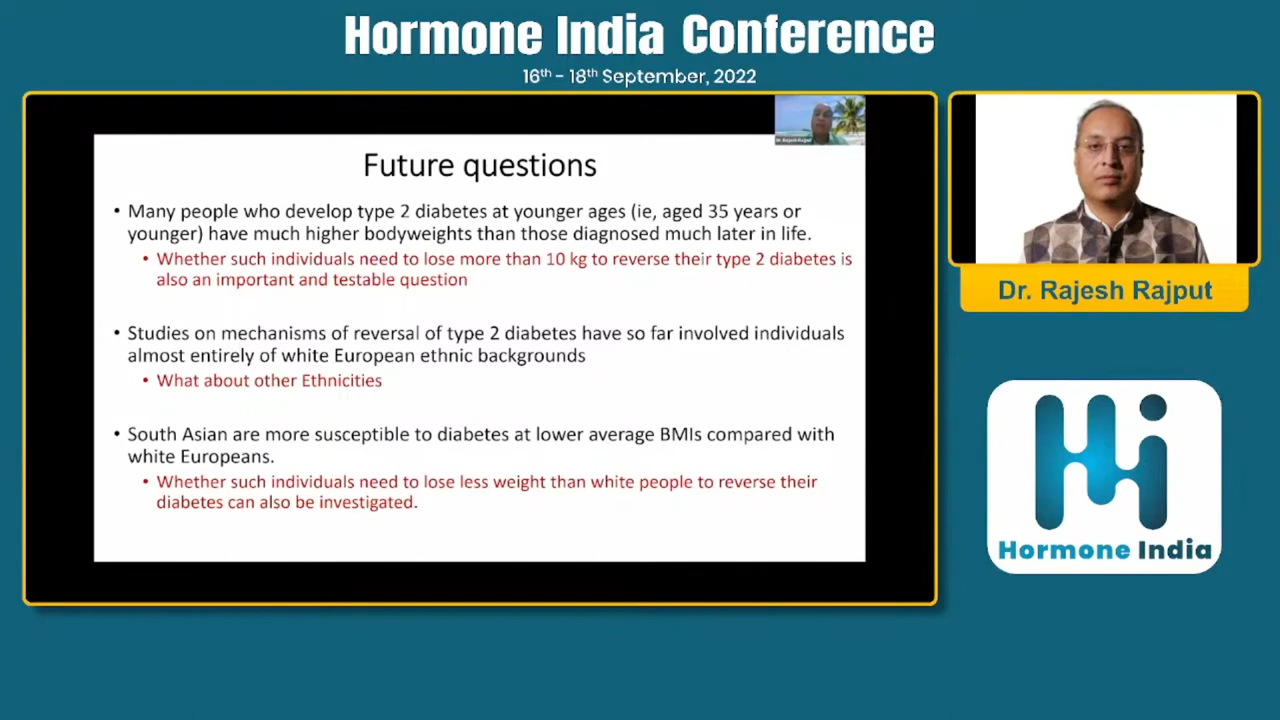 Hormone India Conference
16th - 18th September, 2022
Dr. Rajesh Rajput
Future questions
• Many people who develop type 2 diabetes at younger ages (ie, aged 35 years or
younger) have much higher bodyweights than those diagnosed much later in life.
• Whether such individuals need to lose more than 10 kg to reverse their type 2 diabetes is
also an important and testable question
• Studies on mechanisms of reversal of type 2 diabetes have so far involved individuals
almost entirely of white European ethnic backgrounds
• What about other Ethnicities
• South Asian are more susceptible to diabetes at lower average BMIs compared with
white Europeans.
• Whether such individuals need to lose less weight than white people to reverse their
diabetes can also be investigated.
Dr. Rajesh Rajput
Hormone India